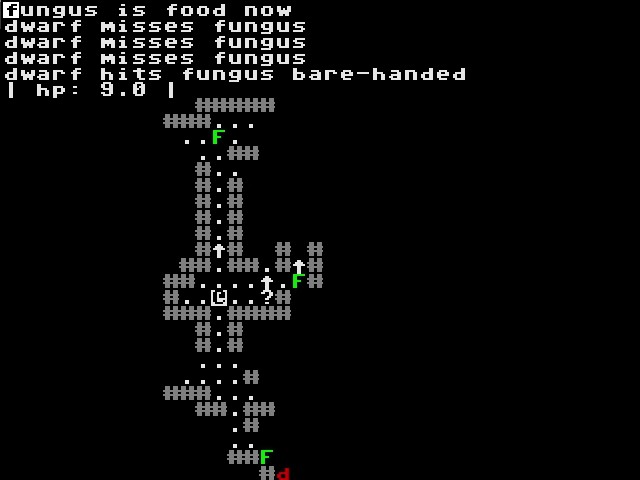 fungus is food now
dwarf misses fungus
dwarf misses fungus
dwarf misses fungus
dwarf hits fungus bare-handed
| hp: 9.0 |